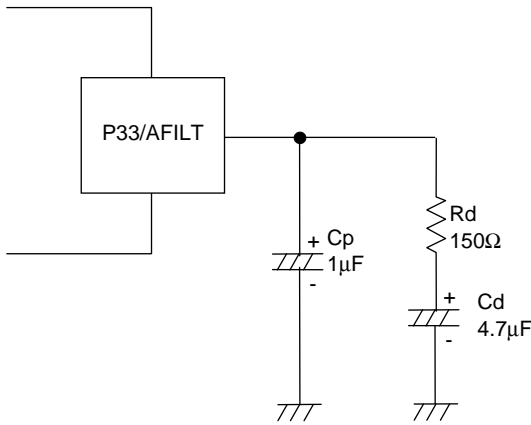 P33/AFILT
+
Cp
1μF
-
Rd
150Ω
+
Cd
4.7μF
-